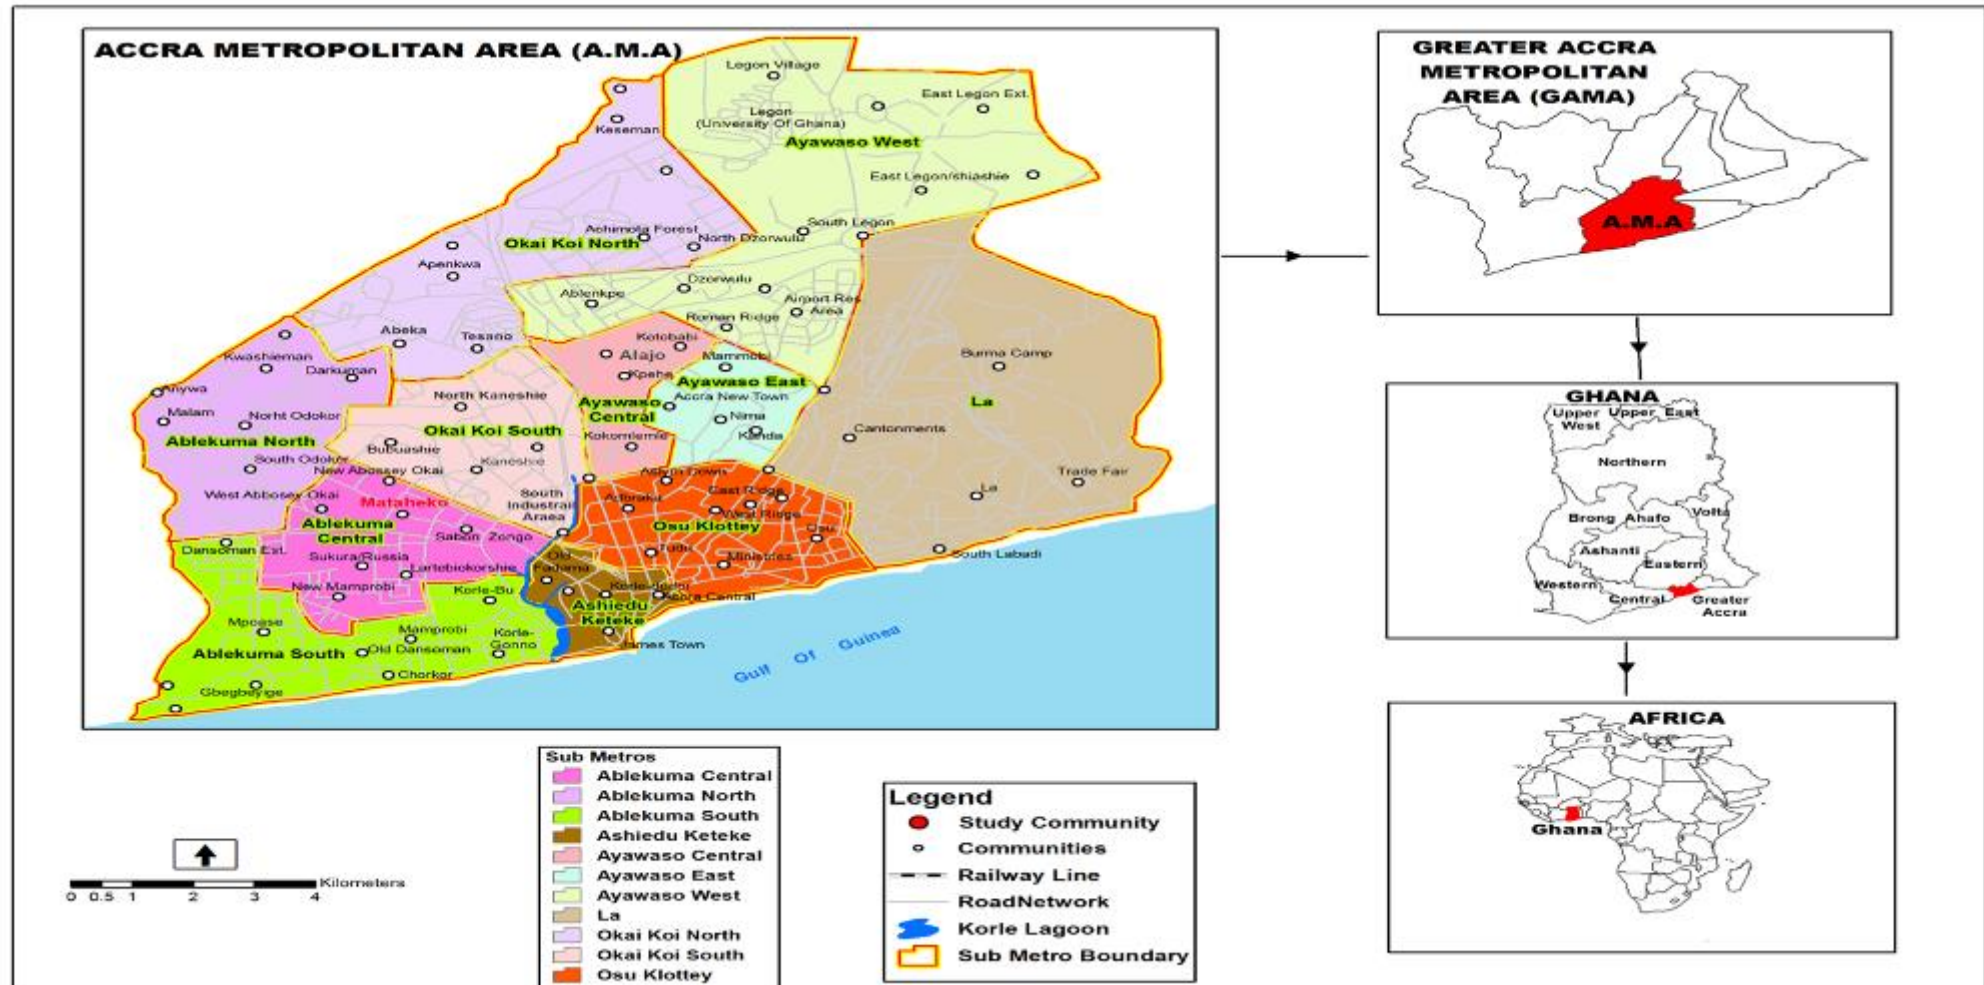 ACCRA METROPOLITAN AREA (A.M.A)
Legon Village
East Legon Ext.
Legon
(University Of Ghana)
Keseman
Ayawaso West
East Legon/shiashie
South Legon
Achimota Forest
North Dzorwulu
Okai Koi North
Apenkwa
Dzorwulu
Ablenkpe
Airport Res
Area
Roman Ridge
Abeka
Tesano
Kotobabi
Alajo
Mammobi
Burma Camp
Kwashieman
Darkuman
Kpehe
Ayawaso East
Anywa
North Kaneshie
Ayawaso
Central
Accra New Town
La
Malam
Norht Odokor
Nima
Ablekuma North
Okai Koi South
Kokomlemle
Kanda
Cantonments
BuBuashie
South Odokor
Kaneshie
New Abossey Okai
Asylm Down
Trade Fair
West Abbosey Okai
Mataheko
South
Industrail
Araea
Adbraka
East Ridge
La
West Ridge
Ablekuma
Central
Osu Klottey
Osu
Sabon Zongo
Dansoman Ext.
Sukura/Russia
Old
Fadama
Tudu
Ministries
South Labadi
Lartebiokorshie
New Mamprobi
Korle-Bu
Accra Central
Ashiedu-
Keteke
Mpoase
Mamprobi
Korle-
Gonno
Ablekuma South
Old Dansoman
James Town
Gulf Of Guinea
Chorkor
Gbegbeyige
GREATER ACCRA
METROPOLITAN
AREA (GAMA)
A.M.A
GHANA
Upper
West
Upper East
Northern
Brong Ahafo
Volta
Ashanti
Eastern
Western
Central
Greater
Accra
AFRICA
Ghana
Sub Metros
Ablekuma Central
Ablekuma North
Ablekuma South
Ashiedu Keteke
Ayawaso Central
Ayawaso East
Ayawaso West
La
Okai Koi North
Okai Koi South
Osu Klottey
Legend
Study Community
Communities
Railway Line
RoadNetwork
Korle Lagoon
Sub Metro Boundary
Kilometers
0 0.5 1 2 3 4